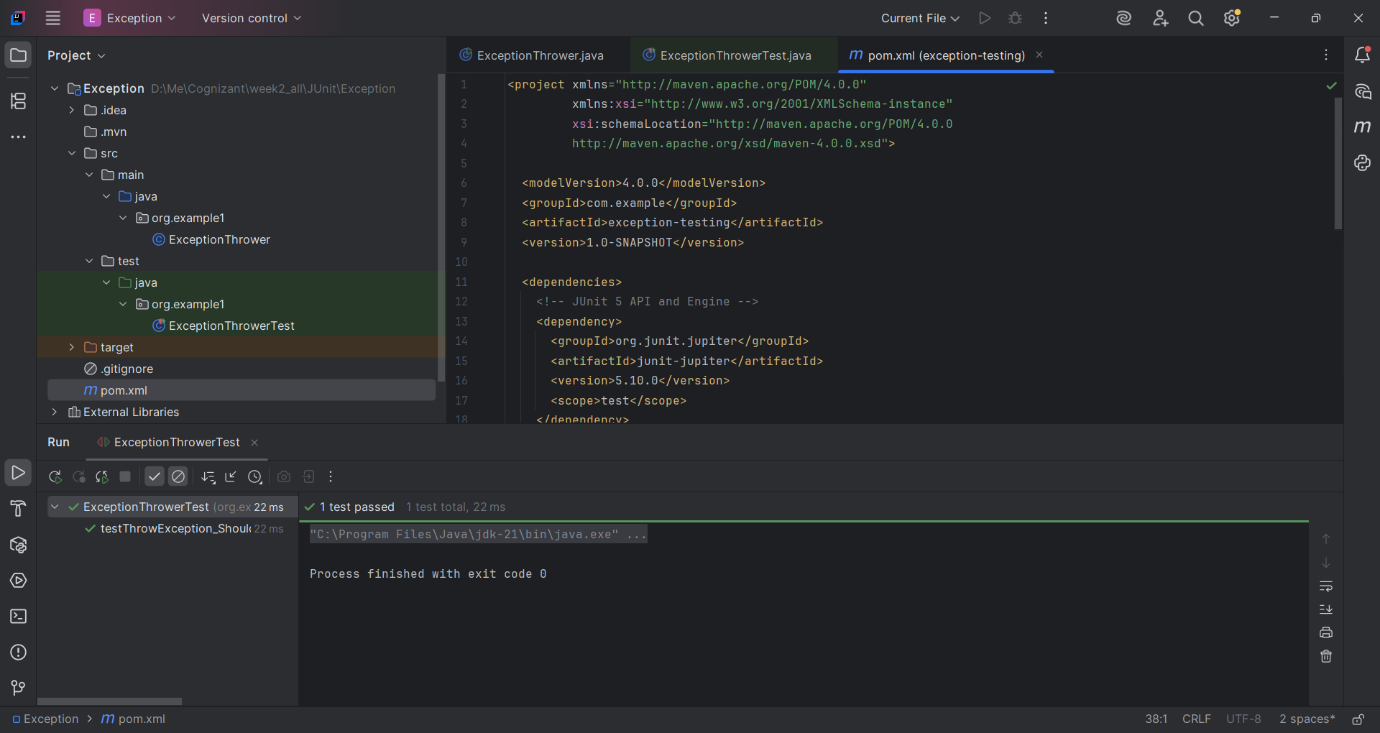 E Exception Version control Current File
Project
Exception D:\Me\Cognizant\week2_all\JUnit\Exception
.idea
.mvn
src
main
java
org.example1
ExceptionThrower
test
java
org.example1
ExceptionThrowerTest
target
.gitignore
m pom.xml
External Libraries
ExceptionThrower.java ExceptionThrowerTest.java m pom.xml (exception-testing)
1 <project xmlns="http://maven.apache.org/POM/4.0.0"
2 xmlns:xsi="http://www.w3.org/2001/XMLSchema-instance"
3 xsi:schemaLocation="http://maven.apache.org/POM/4.0.0
4 http://maven.apache.org/xsd/maven-4.0.0.xsd">
5
6 <modelVersion>4.0.0</modelVersion>
7 <groupId>com.example</groupId>
8 <artifactId>exception-testing</artifactId>
9 <version>1.0-SNAPSHOT</version>
10
11 <dependencies>
12 <!-- JUnit 5 API and Engine -->
13 <dependency>
14 <groupId>org.junit.jupiter</groupId>
15 <artifactId>junit-jupiter</artifactId>
16 <version>5.10.0</version>
17 <scope>test</scope>
18 </dependency>
Run ExceptionThrowerTest
ExceptionThrowerTest (org.ex 22 ms
testThrowException_Shoul 22 ms
1 test passed 1 test total, 22 ms
"C:\Program Files\Java\jdk-21\bin\java.exe" ...
Process finished with exit code 0
Exception > m pom.xml
38:1 CRLF UTF-8 2 spaces*